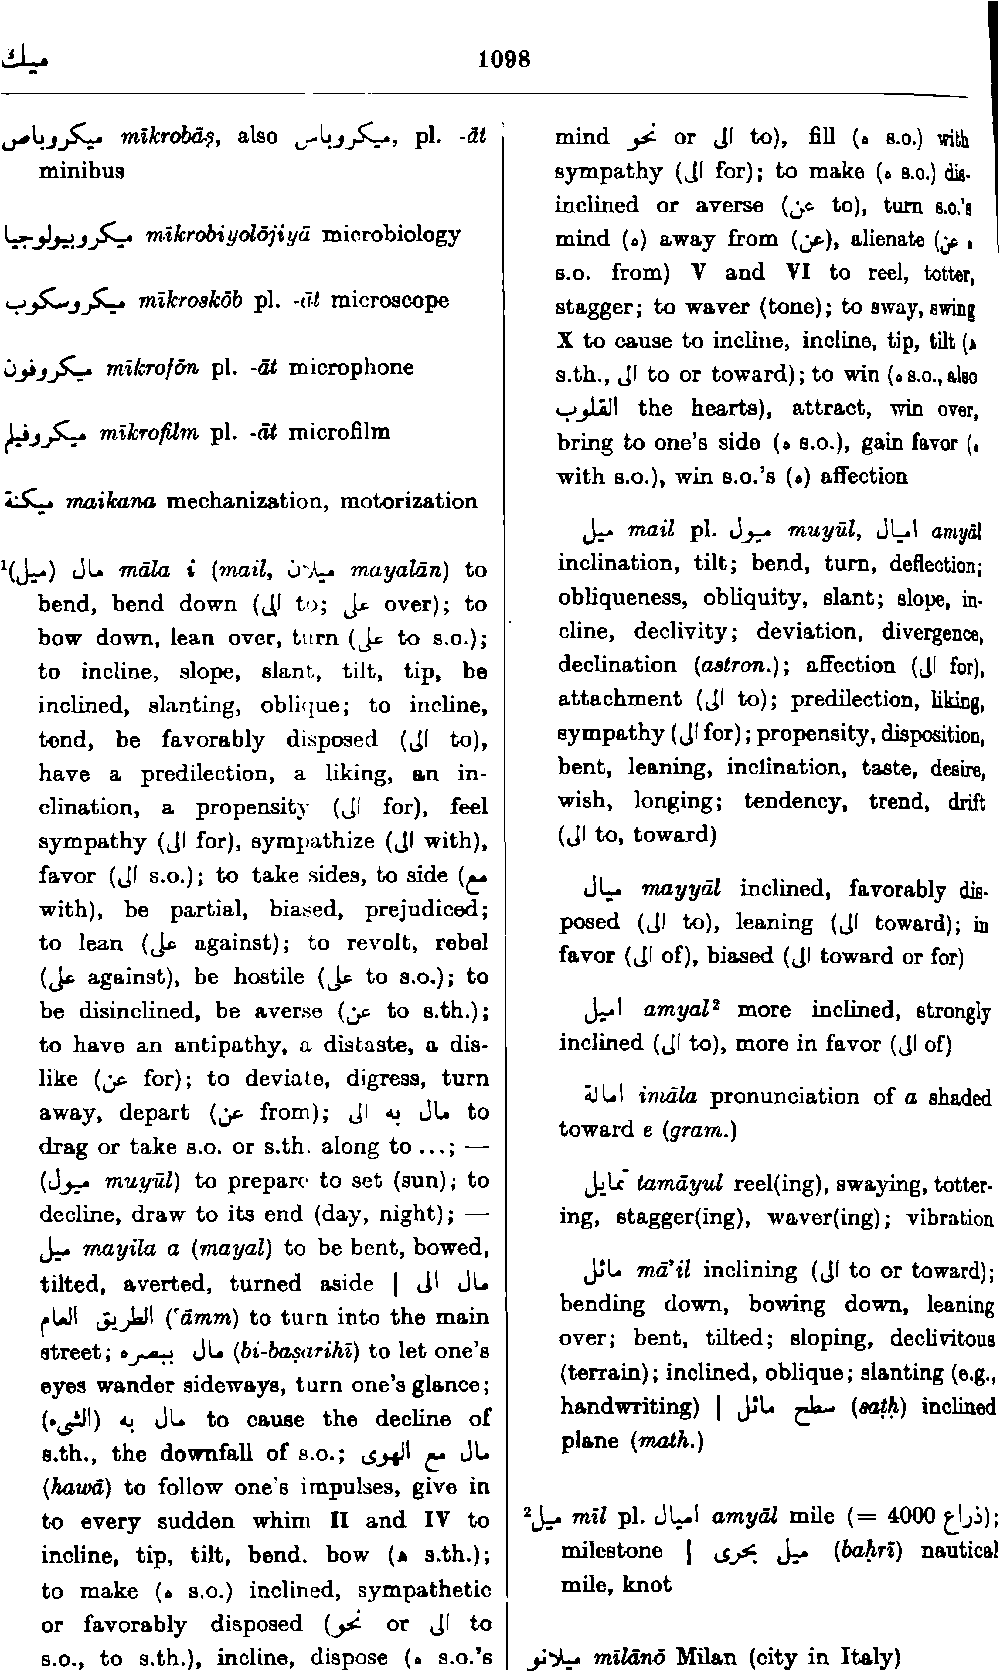 ميك
1098
ميكروباص mīkrobāṣ, also ميكروباس, pl. -āt
minibus
ميكروبيولوجيا mīkrobiyolōjiyā microbiology
ميكروسكوب mīkroskōb pl. -āt microscope
ميكروفون mīkrofōn pl. -āt microphone
ميكروفيلم mīkrofilm pl. -āt microfilm
ميكنة maikana mechanization, motorization
¹(ميل) مال māla i (mail, ميلان mayalān) to
bend, bend down (الى to; على over); to
bow down, lean over, turn (على to s.o.);
to incline, slope, slant, tilt, tip, be
inclined, slanting, oblique; to incline,
tend, be favorably disposed (الى to),
have a predilection, a liking, an in-
clination, a propensity (الى for), feel
sympathy (الى for), sympathize (الى with),
favor (الى s.o.); to take sides, to side (مع
with), be partial, biased, prejudiced;
to lean (على against); to revolt, rebel
(على against), be hostile (على to s.o.); to
be disinclined, be averse (عن to s.th.);
to have an antipathy, a distaste, a dis-
like (عن for); to deviate, digress, turn
away, depart (عن from); مال به الى to
drag or take s.o. or s.th. along to ...; —
(ميول muyūl) to prepare to set (sun); to
decline, draw to its end (day, night); —
ميل mayila a (mayal) to be bent, bowed,
tilted, averted, turned aside | مال الى
الطريق العام (ʿāmm) to turn into the main
street; مال ببصره (bi-baṣarihī) to let one's
eyes wander sideways, turn one's glance;
مال به (الشىء) to cause the decline of
s.th., the downfall of s.o.; مال مع الهوى
(hawā) to follow one's impulses, give in
to every sudden whim II and IV to
incline, tip, tilt, bend, bow (ه s.th.);
to make (ه s.o.) inclined, sympathetic
or favorably disposed (نحو or الى to
s.o., to s.th.), incline, dispose (ه s.o.'s
mind نحو or الى to), fill (ه s.o.) with
sympathy (الى for); to make (ه s.o.) dis-
inclined or averse (عن to), turn s.o.'s
mind (ه) away from (عن), alienate (ه عن
s.o. from) V and VI to reel, totter,
stagger; to waver (tone); to sway, swing
X to cause to incline, incline, tip, tilt (ه
s.th., الى to or toward); to win (ه s.o., also
القلوب the hearts), attract, win over,
bring to one's side (ه s.o.), gain favor (ه
with s.o.), win s.o.'s (ه) affection
ميل mail pl. ميول muyūl, اميال amyāl
inclination, tilt; bend, turn, deflection;
obliqueness, obliquity, slant; slope, in-
cline, declivity; deviation, divergence,
declination (astron.); affection (الى for),
attachment (الى to); predilection, liking,
sympathy (الى for); propensity, disposition,
bent, leaning, inclination, taste, desire,
wish, longing; tendency, trend, drift
(الى to, toward)
ميال mayyāl inclined, favorably dis-
posed (الى to), leaning (الى toward); in
favor (الى of), biased (الى toward or for)
اميل amyal² more inclined, strongly
inclined (الى to), more in favor (الى of)
امالة imāla pronunciation of a shaded
toward e (gram.)
تمايل tamāyul reel(ing), swaying, totter-
ing, stagger(ing), waver(ing); vibration
مائل mā'il inclining (الى to or toward);
bending down, bowing down, leaning
over; bent, tilted; sloping, declivitous
(terrain); inclined, oblique; slanting (e.g.,
handwriting) | سطح مائل (saṭḥ) inclined
plane (math.)
²ميل mīl pl. اميال amyāl mile (= 4000 ذراع);
milestone | ميل بحرى (baḥrī) nautical
mile, knot
ميلانو mīlānō Milan (city in Italy)